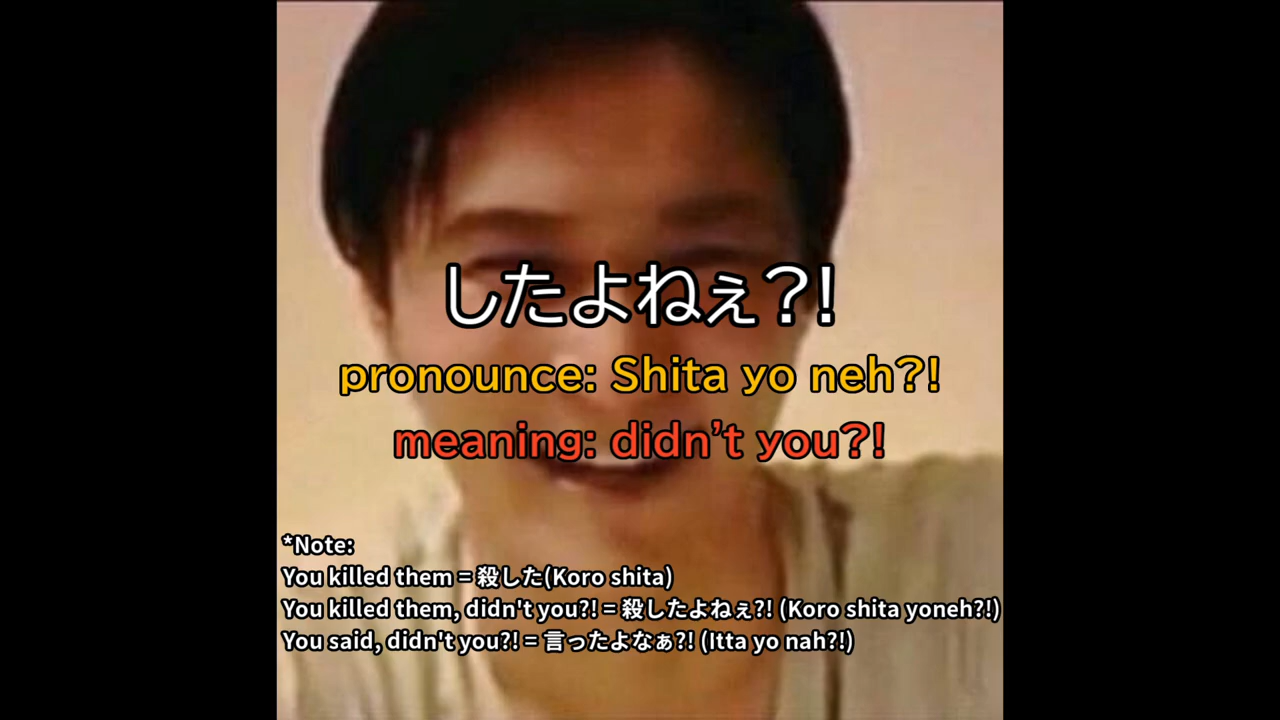 したよねぇ?!
pronounce: Shita yo neh?!
meaning: didn't you?!
*Note:
You killed them = 殺した(Koro shita)
You killed them, didn't you?! = 殺したよねぇ?! (Koro shita yoneh?!)
You said, didn't you?! = 言ったよなぁ?! (Itta yo nah?!)